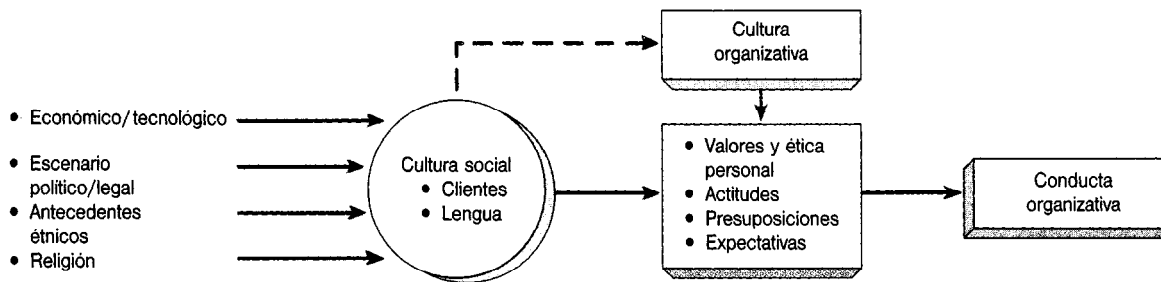 Cultura
organizativa
• Económico/tecnológico
• Escenario
político/legal
• Antecedentes
étnicos
• Religión
Cultura social
• Clientes
• Lengua
• Valores y ética
personal
• Actitudes
• Presuposiciones
• Expectativas
Conducta
organizativa